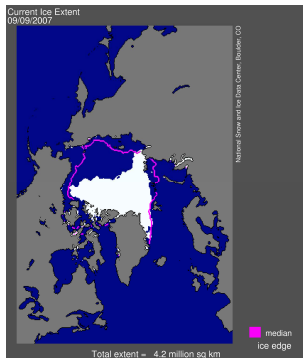 Current Ice Extent
09/09/2007
National Snow and Ice Data Center, Boulder, CO
median
ice edge
Total extent = 4.2 million sq km